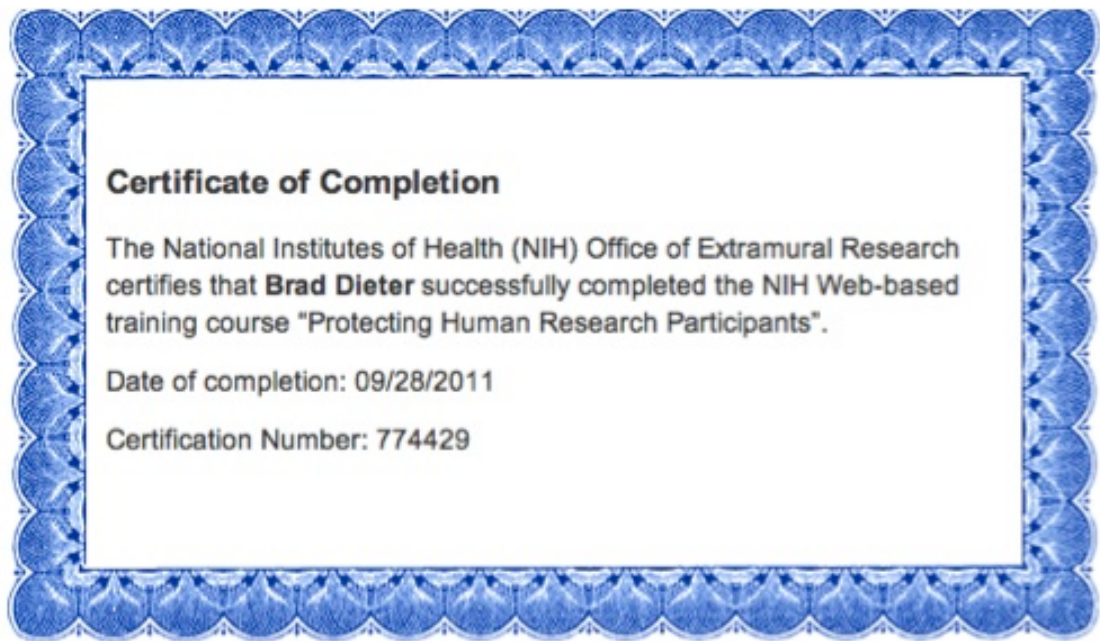 Certificate of Completion
The National Institutes of Health (NIH) Office of Extramural Research
certifies that Brad Dieter successfully completed the NIH Web-based
training course "Protecting Human Research Participants".
Date of completion: 09/28/2011
Certification Number: 774429